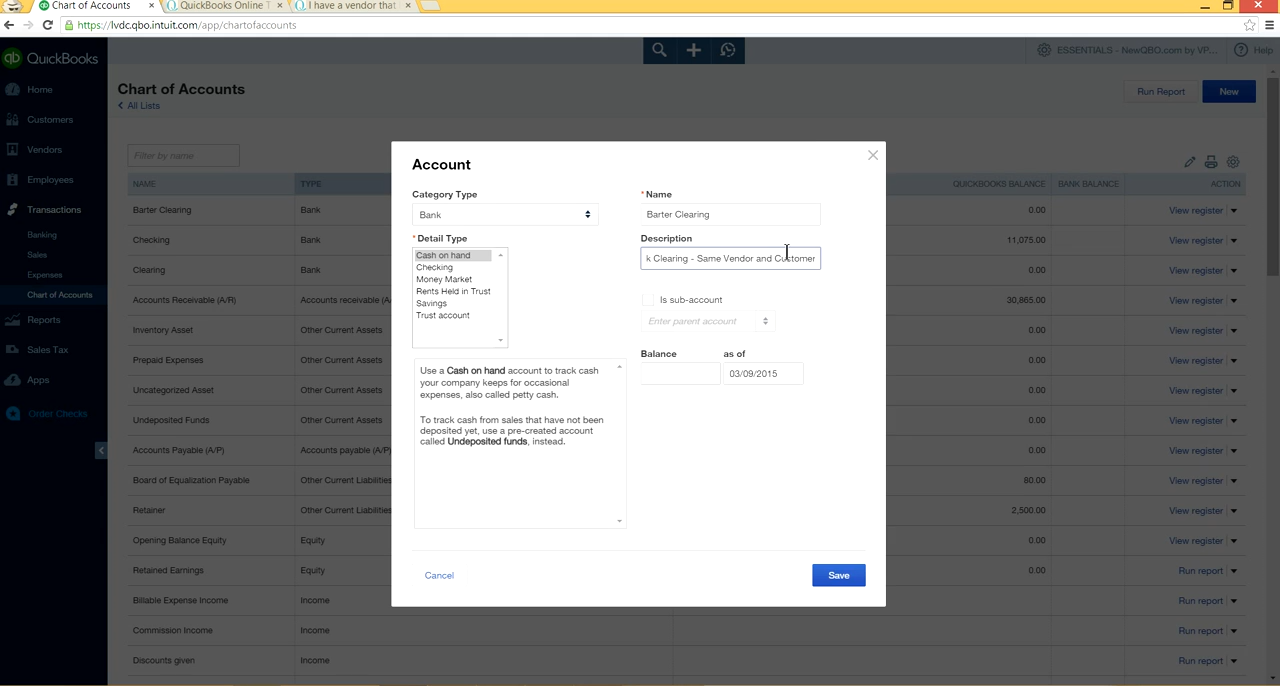 Chart of Accounts
QuickBooks Online T
I have a vendor that
https://lvdc.qbo.intuit.com/app/chartofaccounts
qb QuickBooks
ESSENTIALS - NewQBO.com by VP...
Help
Home
Customers
Vendors
Employees
Transactions
Banking
Sales
Expenses
Chart of Accounts
Reports
Sales Tax
Apps
Order Checks
Chart of Accounts
All Lists
Run Report
New
Filter by name
NAME TYPE QUICKBOOKS BALANCE BANK BALANCE ACTION
Barter Clearing Bank 0.00 View register
Checking Bank 11,075.00 View register
Clearing Bank 0.00 View register
Accounts Receivable (A/R) Accounts receivable (A 30,865.00 View register
Inventory Asset Other Current Assets 0.00 View register
Prepaid Expenses Other Current Assets 0.00 View register
Uncategorized Asset Other Current Assets 0.00 View register
Undeposited Funds Other Current Assets 0.00 View register
Accounts Payable (A/P) Accounts payable (A/P) 0.00 View register
Board of Equalization Payable Other Current Liabilities 80.00 View register
Retainer Other Current Liabilities 2,500.00 View register
Opening Balance Equity Equity 0.00 View register
Retained Earnings Equity 0.00 Run report
Billable Expense Income Income Run report
Commission Income Income Run report
Discounts given Income Run report
Account
Category Type
Bank
* Detail Type
Cash on hand
Checking
Money Market
Rents Held in Trust
Savings
Trust account
Use a Cash on hand account to track cash
your company keeps for occasional
expenses, also called petty cash.
To track cash from sales that have not been
deposited yet, use a pre-created account
called Undeposited funds, instead.
* Name
Barter Clearing
Description
k Clearing - Same Vendor and Customer
Is sub-account
Enter parent account
Balance as of
03/09/2015
Cancel
Save